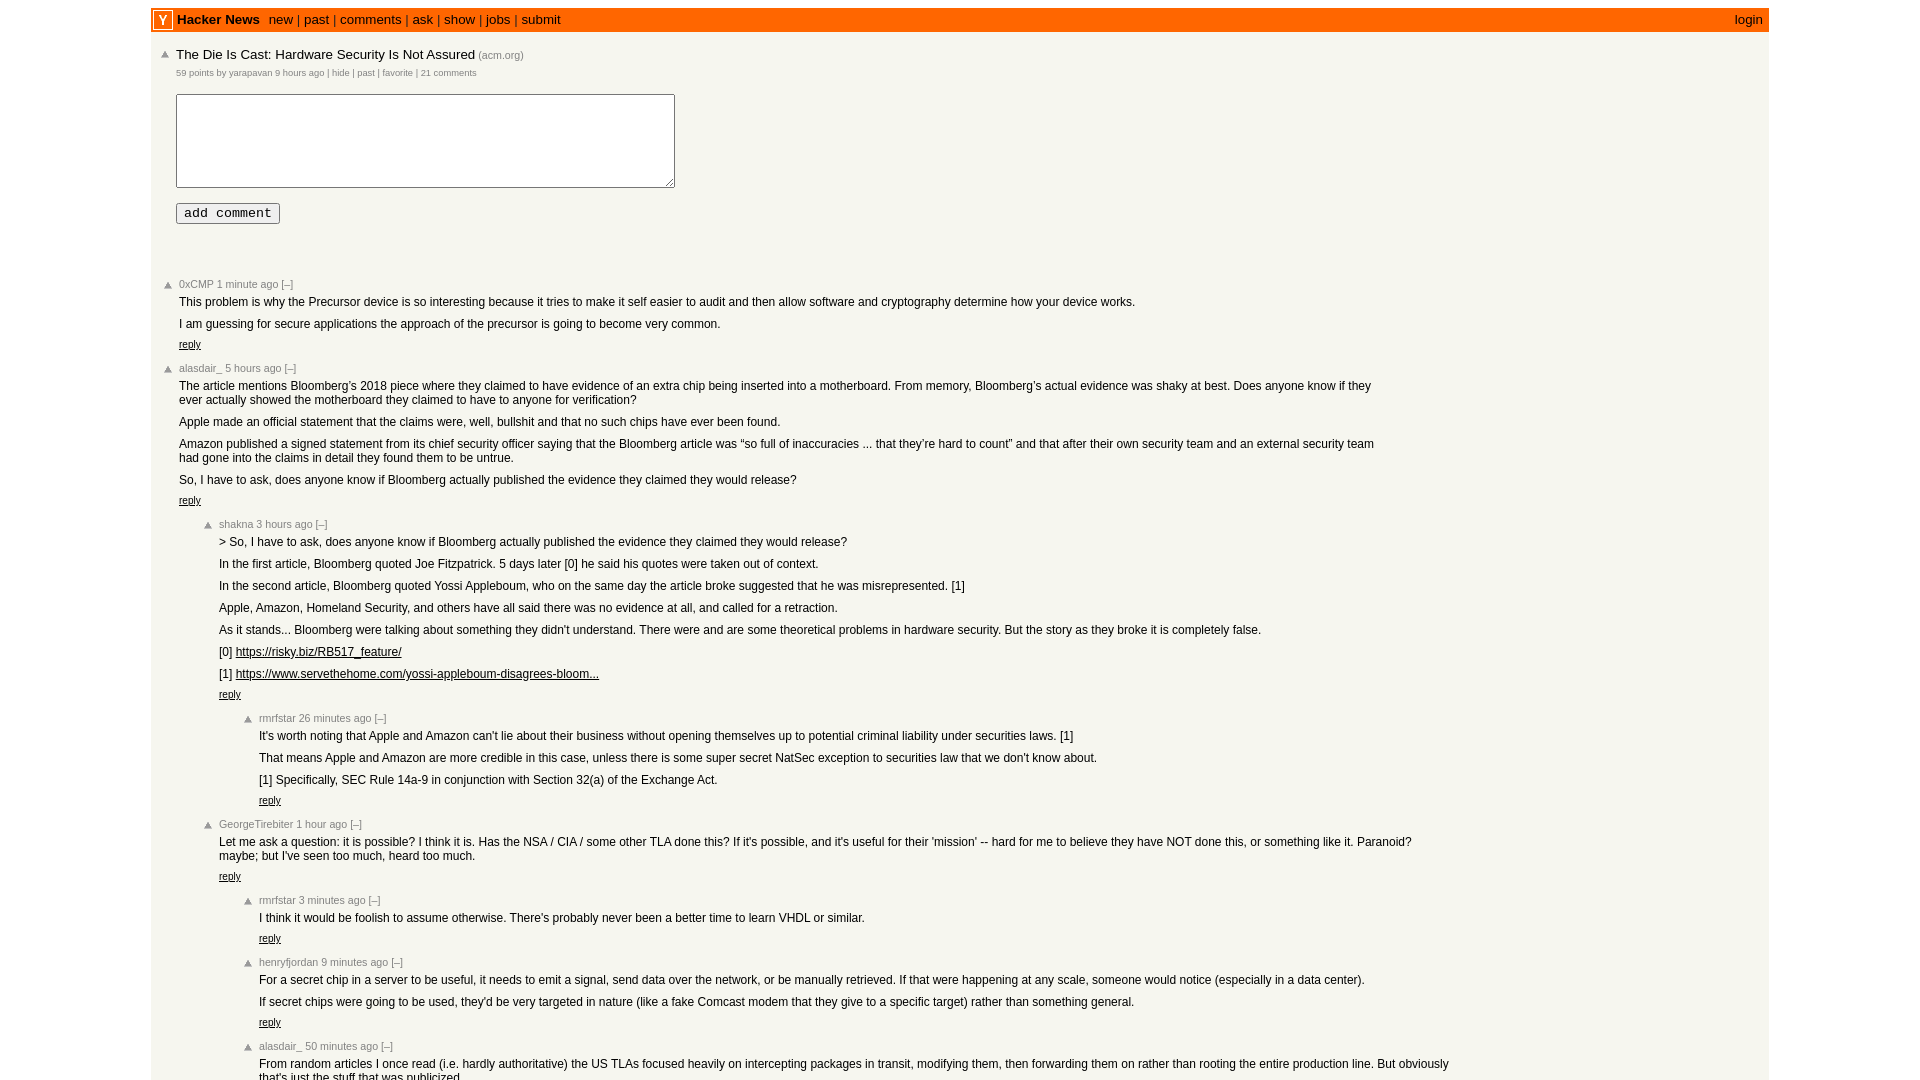 Y Hacker News new | past | comments | ask | show | jobs | submit login
The Die Is Cast: Hardware Security Is Not Assured (acm.org)
59 points by yarapavan 9 hours ago | hide | past | favorite | 21 comments
add comment
0xCMP 1 minute ago [–]
This problem is why the Precursor device is so interesting because it tries to make it self easier to audit and then allow software and cryptography determine how your device works.
I am guessing for secure applications the approach of the precursor is going to become very common.
reply
alasdair_ 5 hours ago [–]
The article mentions Bloomberg’s 2018 piece where they claimed to have evidence of an extra chip being inserted into a motherboard. From memory, Bloomberg’s actual evidence was shaky at best. Does anyone know if they
ever actually showed the motherboard they claimed to have to anyone for verification?
Apple made an official statement that the claims were, well, bullshit and that no such chips have ever been found.
Amazon published a signed statement from its chief security officer saying that the Bloomberg article was “so full of inaccuracies ... that they’re hard to count” and that after their own security team and an external security team
had gone into the claims in detail they found them to be untrue.
So, I have to ask, does anyone know if Bloomberg actually published the evidence they claimed they would release?
reply
shakna 3 hours ago [–]
> So, I have to ask, does anyone know if Bloomberg actually published the evidence they claimed they would release?
In the first article, Bloomberg quoted Joe Fitzpatrick. 5 days later [0] he said his quotes were taken out of context.
In the second article, Bloomberg quoted Yossi Appleboum, who on the same day the article broke suggested that he was misrepresented. [1]
Apple, Amazon, Homeland Security, and others have all said there was no evidence at all, and called for a retraction.
As it stands... Bloomberg were talking about something they didn't understand. There were and are some theoretical problems in hardware security. But the story as they broke it is completely false.
[0] https://risky.biz/RB517_feature/
[1] https://www.servethehome.com/yossi-appleboum-disagrees-bloom...
reply
rmrfstar 26 minutes ago [–]
It's worth noting that Apple and Amazon can't lie about their business without opening themselves up to potential criminal liability under securities laws. [1]
That means Apple and Amazon are more credible in this case, unless there is some super secret NatSec exception to securities law that we don't know about.
[1] Specifically, SEC Rule 14a-9 in conjunction with Section 32(a) of the Exchange Act.
reply
GeorgeTirebiter 1 hour ago [–]
Let me ask a question: it is possible? I think it is. Has the NSA / CIA / some other TLA done this? If it's possible, and it's useful for their 'mission' -- hard for me to believe they have NOT done this, or something like it. Paranoid?
maybe; but I've seen too much, heard too much.
reply
rmrfstar 3 minutes ago [–]
I think it would be foolish to assume otherwise. There's probably never been a better time to learn VHDL or similar.
reply
henryfjordan 9 minutes ago [–]
For a secret chip in a server to be useful, it needs to emit a signal, send data over the network, or be manually retrieved. If that were happening at any scale, someone would notice (especially in a data center).
If secret chips were going to be used, they'd be very targeted in nature (like a fake Comcast modem that they give to a specific target) rather than something general.
reply
alasdair_ 50 minutes ago [–]
From random articles I once read (i.e. hardly authoritative) the US TLAs focused heavily on intercepting packages in transit, modifying them, then forwarding them on rather than rooting the entire production line. But obviously
that's just the stuff that was publicized.